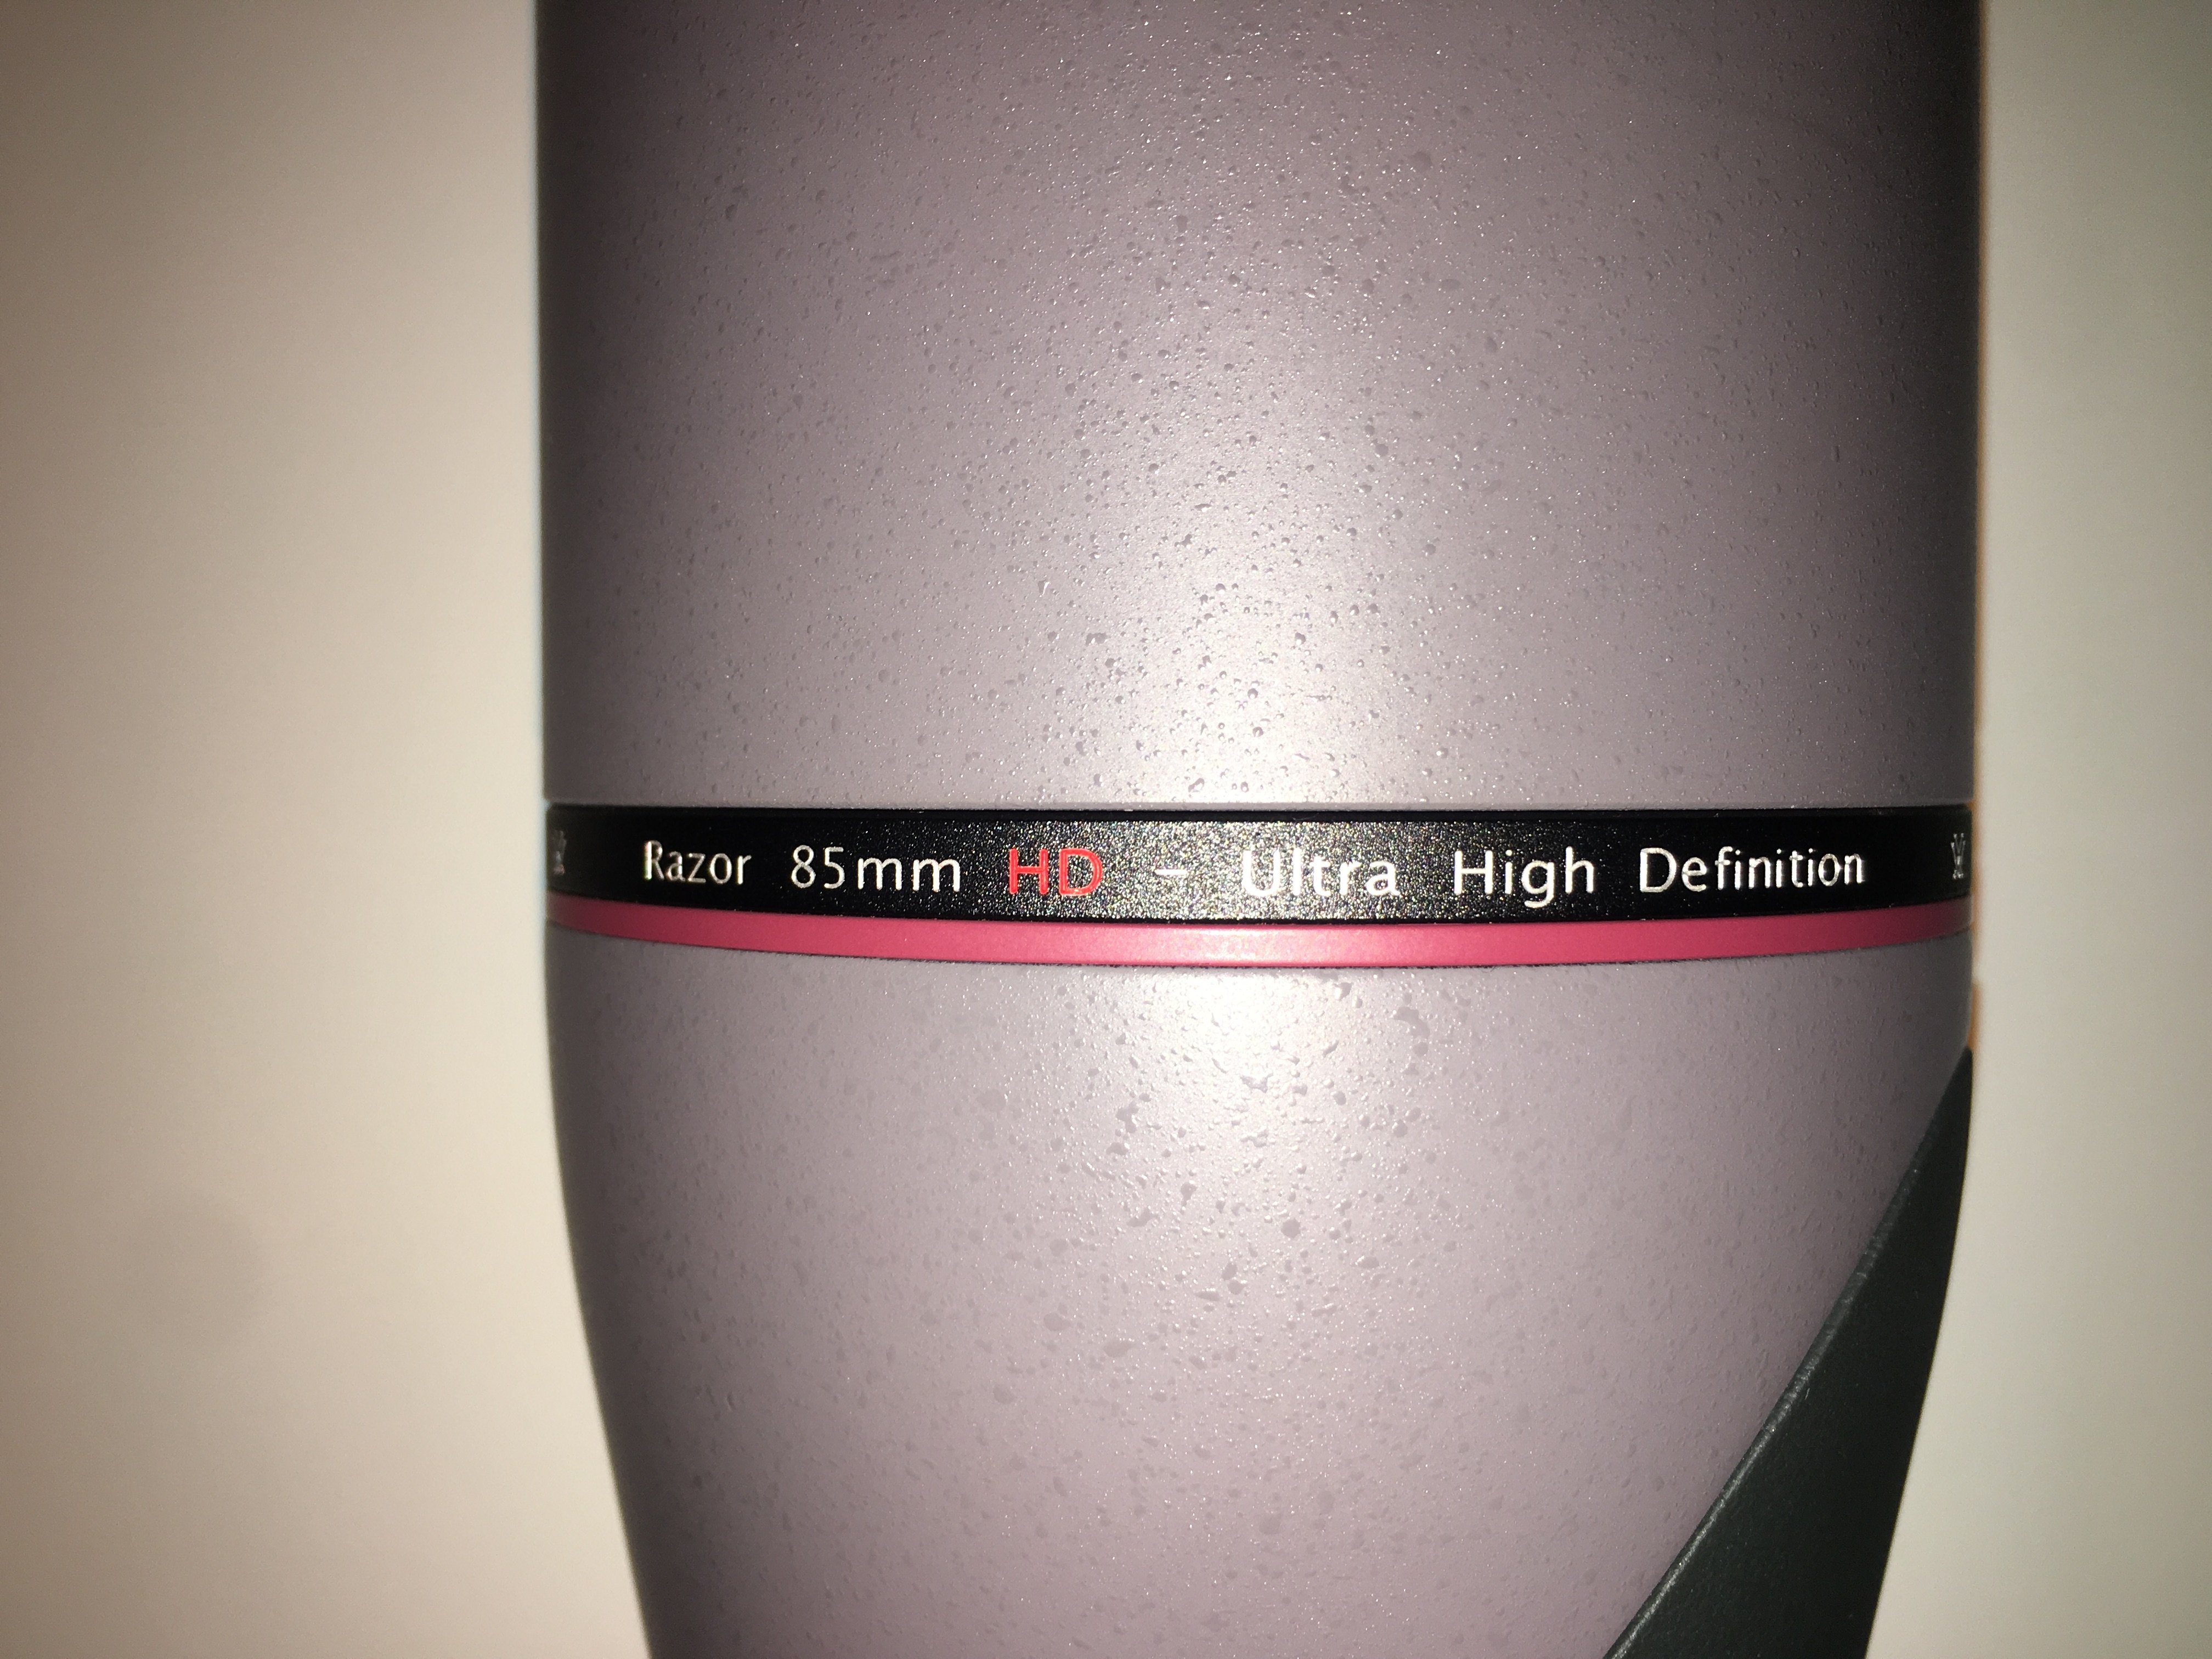 Razor 85mm HD - Ultra High Definition